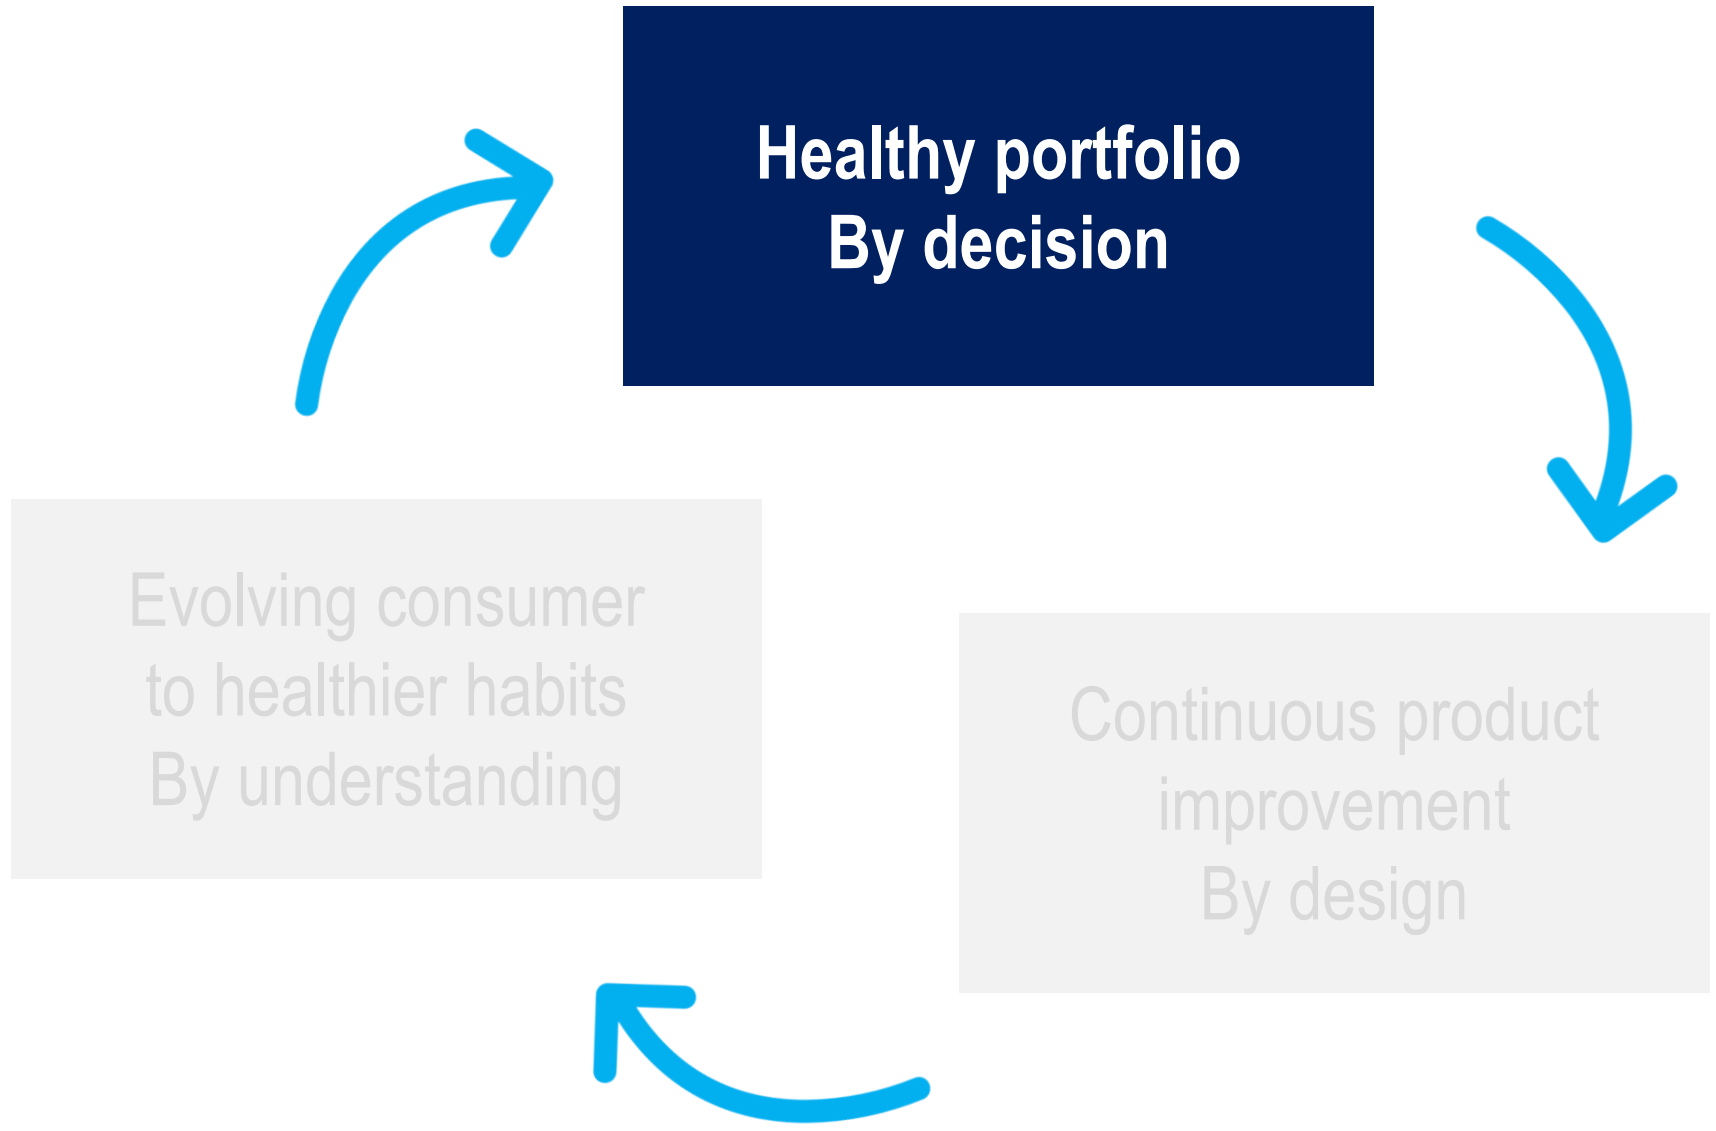 Healthy portfolio
By decision
Evolving consumer
to healthier habits
By understanding
Continuous product
improvement
By design